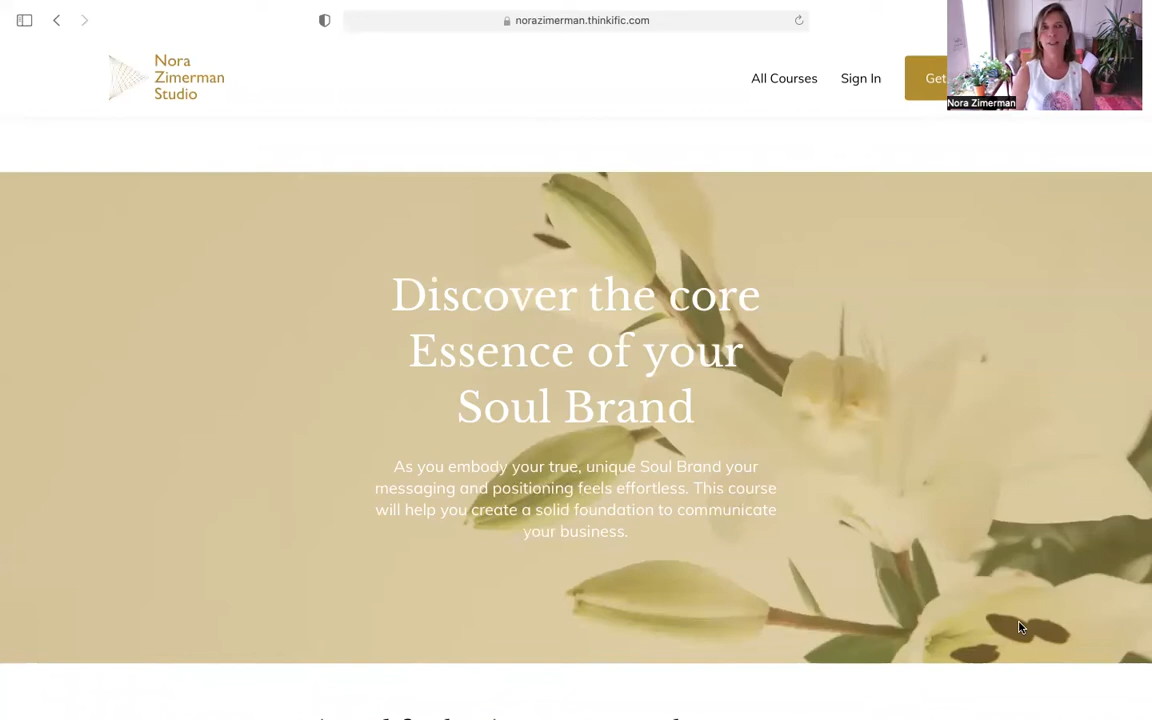 norazimerman.thinkific.com
Nora
Zimerman
Studio
All Courses
Sign In
Get
Nora Zimerman
Discover the core
Essence of your
Soul Brand
As you embody your true, unique Soul Brand your
messaging and positioning feels effortless. This course
will help you create a solid foundation to communicate
your business.